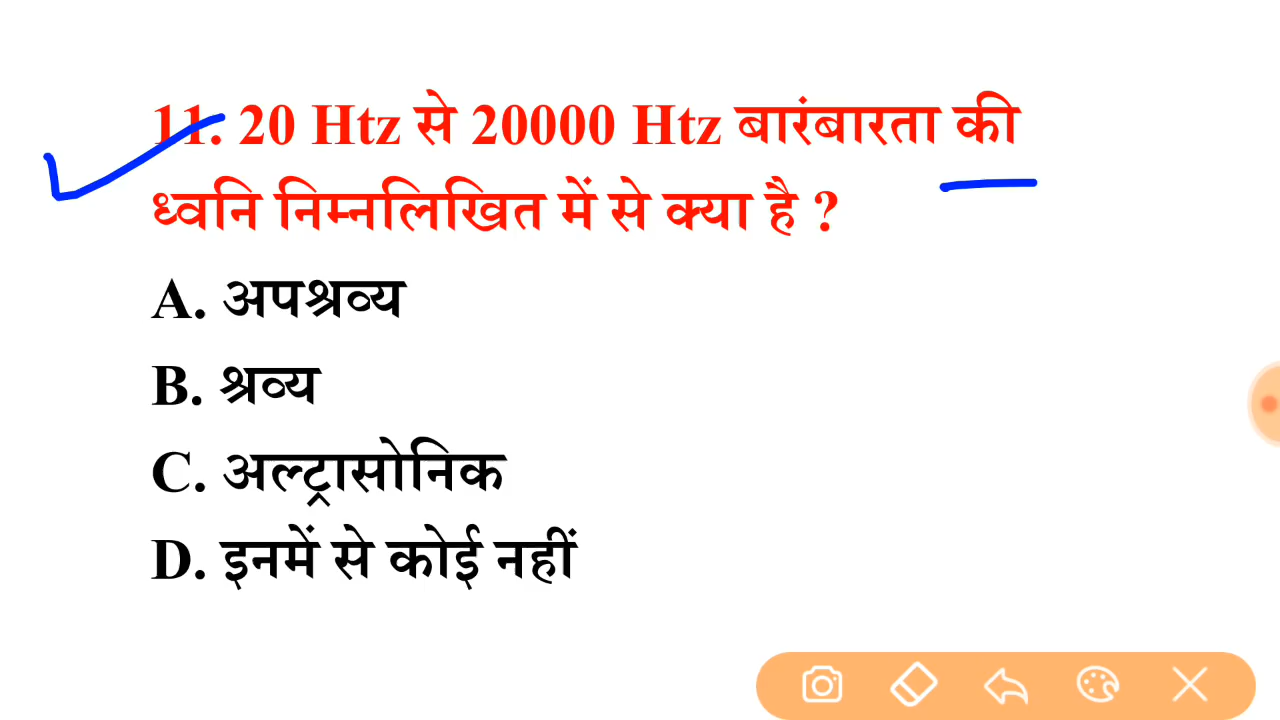 11. 20 Htz से 20000 Htz बारंबारता की
ध्वनि निम्नलिखित में से क्या है ?
A. अपश्रव्य
B. श्रव्य
C. अल्ट्रासोनिक
D. इनमें से कोई नहीं